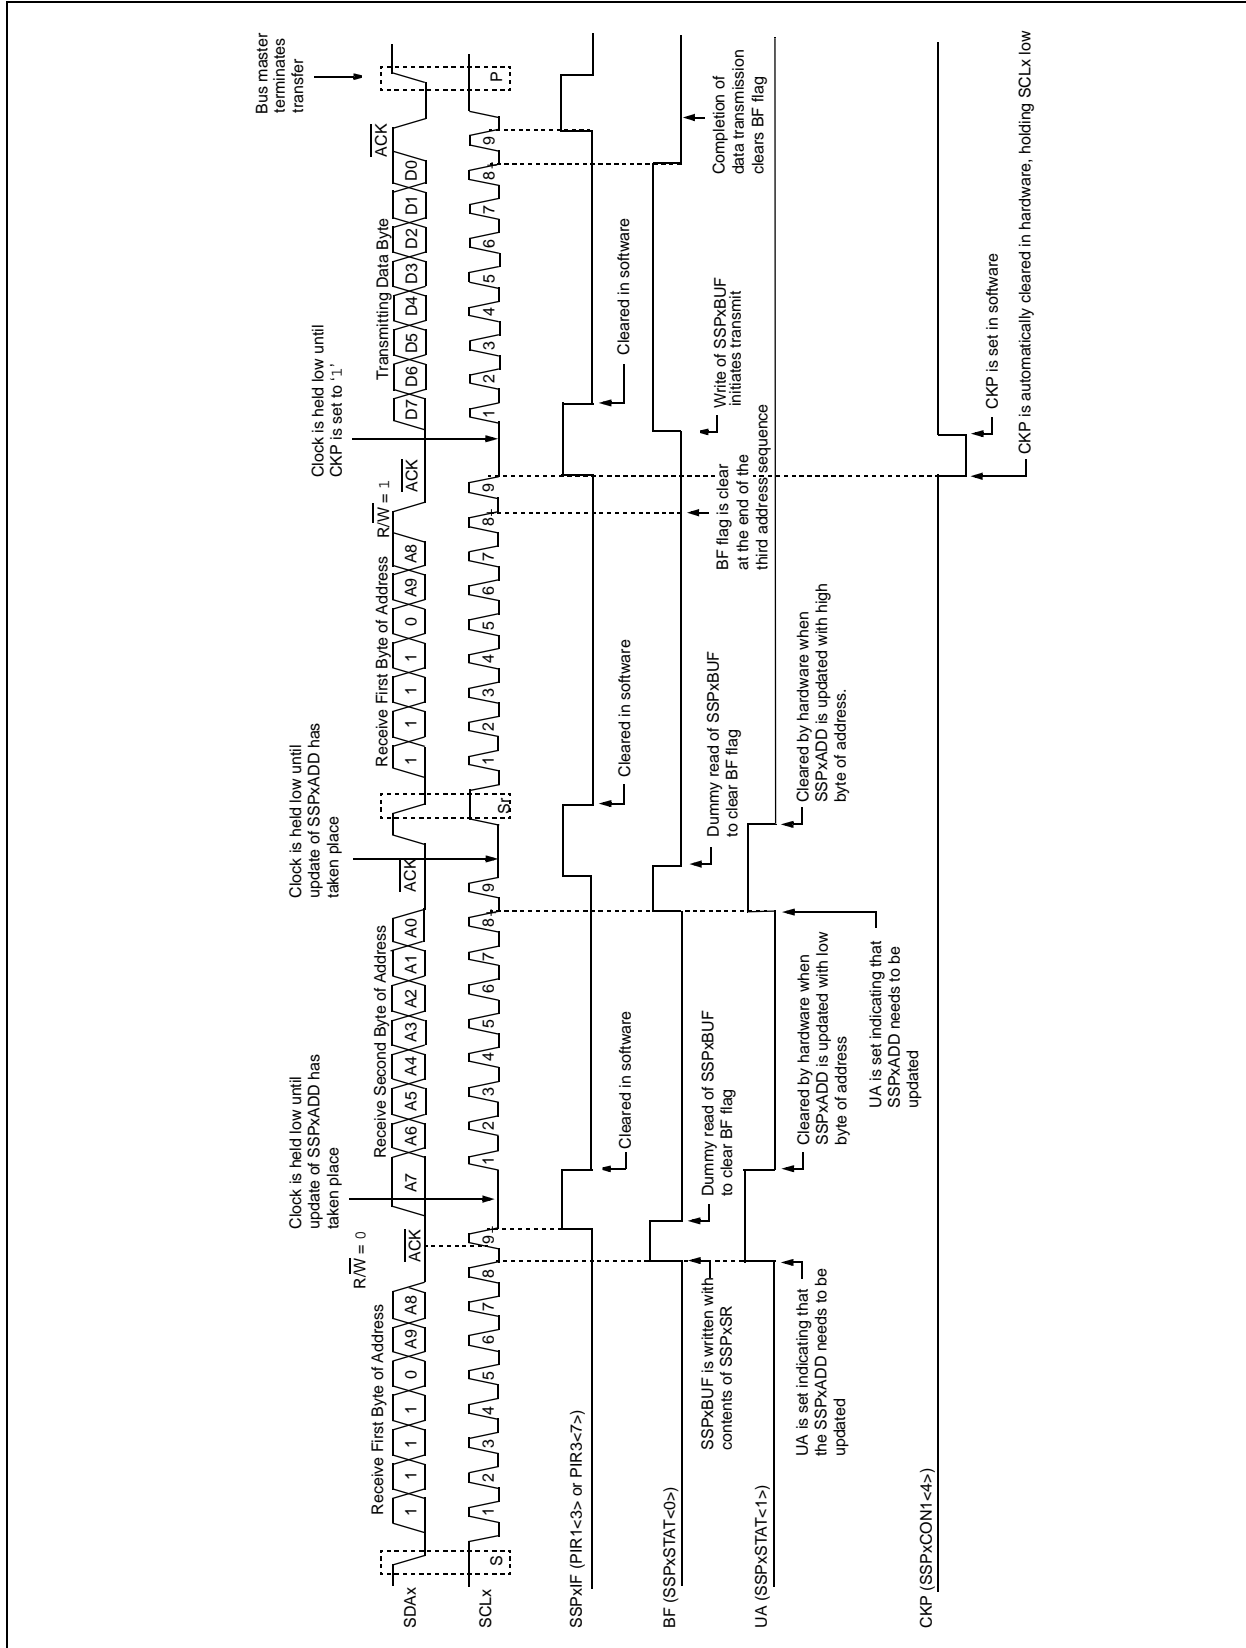 Bus master
terminates
transfer
Clock is held low until
CKP is set to ‘1’
Clock is held low until
update of SSPxADD has
taken place
Clock is held low until
update of SSPxADD has
taken place
R/W = 0
R/W = 1
Receive First Byte of Address
ACK
Receive Second Byte of Address
ACK
Receive First Byte of Address
ACK
Transmitting Data Byte
ACK
SDAx
1 1 1 1 0 A9 A8
A7 A6 A5 A4 A3 A2 A1 A0
1 1 1 1 0 A9 A8
D7 D6 D5 D4 D3 D2 D1 D0
SCLx
S
1 2 3 4 5 6 7 8 9
1 2 3 4 5 6 7 8 9
Sr
1 2 3 4 5 6 7 8 9
1 2 3 4 5 6 7 8 9
P
SSPxIF (PIR1<3> or PIR3<7>)
Cleared in software
Cleared in software
Cleared in software
BF (SSPxSTAT<0>)
SSPxBUF is written with
contents of SSPxSR
Dummy read of SSPxBUF
to clear BF flag
Dummy read of SSPxBUF
to clear BF flag
BF flag is clear
at the end of the
third address sequence
Write of SSPxBUF
initiates transmit
Completion of
data transmission
clears BF flag
UA (SSPxSTAT<1>)
UA is set indicating that
the SSPxADD needs to be
updated
Cleared by hardware when
SSPxADD is updated with low
byte of address
UA is set indicating that
SSPxADD needs to be
updated
Cleared by hardware when
SSPxADD is updated with high
byte of address.
CKP (SSPxCON1<4>)
CKP is set in software
CKP is automatically cleared in hardware, holding SCLx low